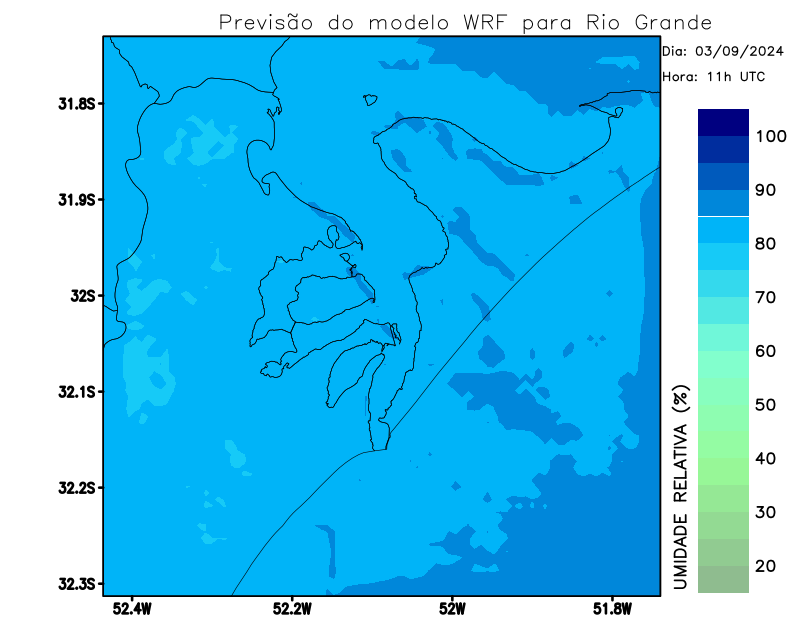 Previsão do modelo WRF para Rio Grande
Dia: 03/09/2024
Hora: 11h UTC
31.8S
31.9S
32S
32.1S
32.2S
32.3S
52.4W
52.2W
52W
51.8W
100
90
80
70
60
50
40
30
20
UMIDADE RELATIVA (%)